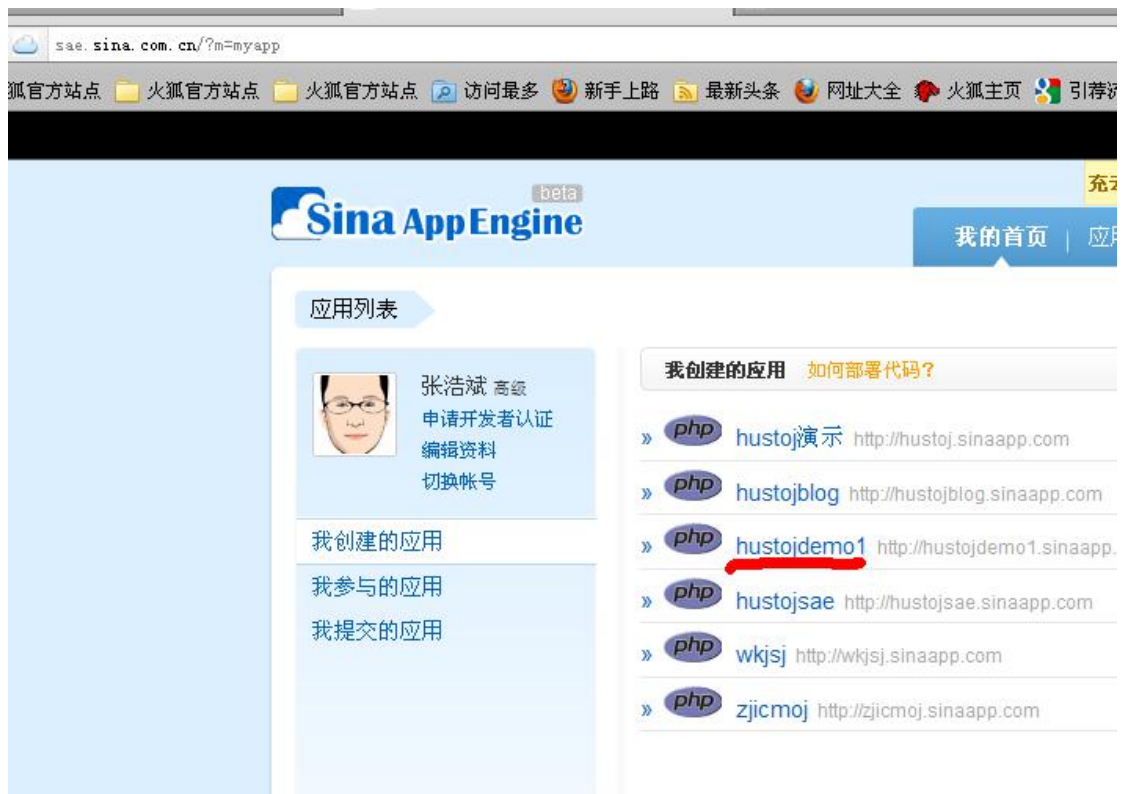 sae.sina.com.cn/?m=myapp
狐官方站点 火狐官方站点 火狐官方站点 访问最多 新手上路 最新头条 网址大全 火狐主页 引荐
beta
Sina App Engine
充
我的首页 | 应用
应用列表
张浩斌 高级
申请开发者认证
编辑资料
切换帐号
我创建的应用
我参与的应用
我提交的应用
我创建的应用 如何部署代码?
» php hustoj演示 http://hustoj.sinaapp.com
» php hustojblog http://hustojblog.sinaapp.com
» php hustojdemo1 http://hustojdemo1.sinaapp.
» php hustojsae http://hustojsae.sinaapp.com
» php wkjsj http://wkjsj.sinaapp.com
» php zjicmoj http://zjicmoj.sinaapp.com